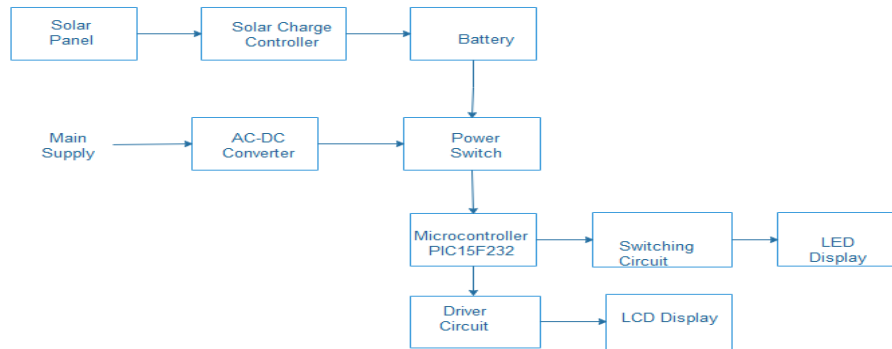 Solar
Panel
Solar Charge
Controller
Battery
Main
Supply
AC-DC
Converter
Power
Switch
Microcontroller
PIC15F232
Switching
Circuit
LED
Display
Driver
Circuit
LCD Display